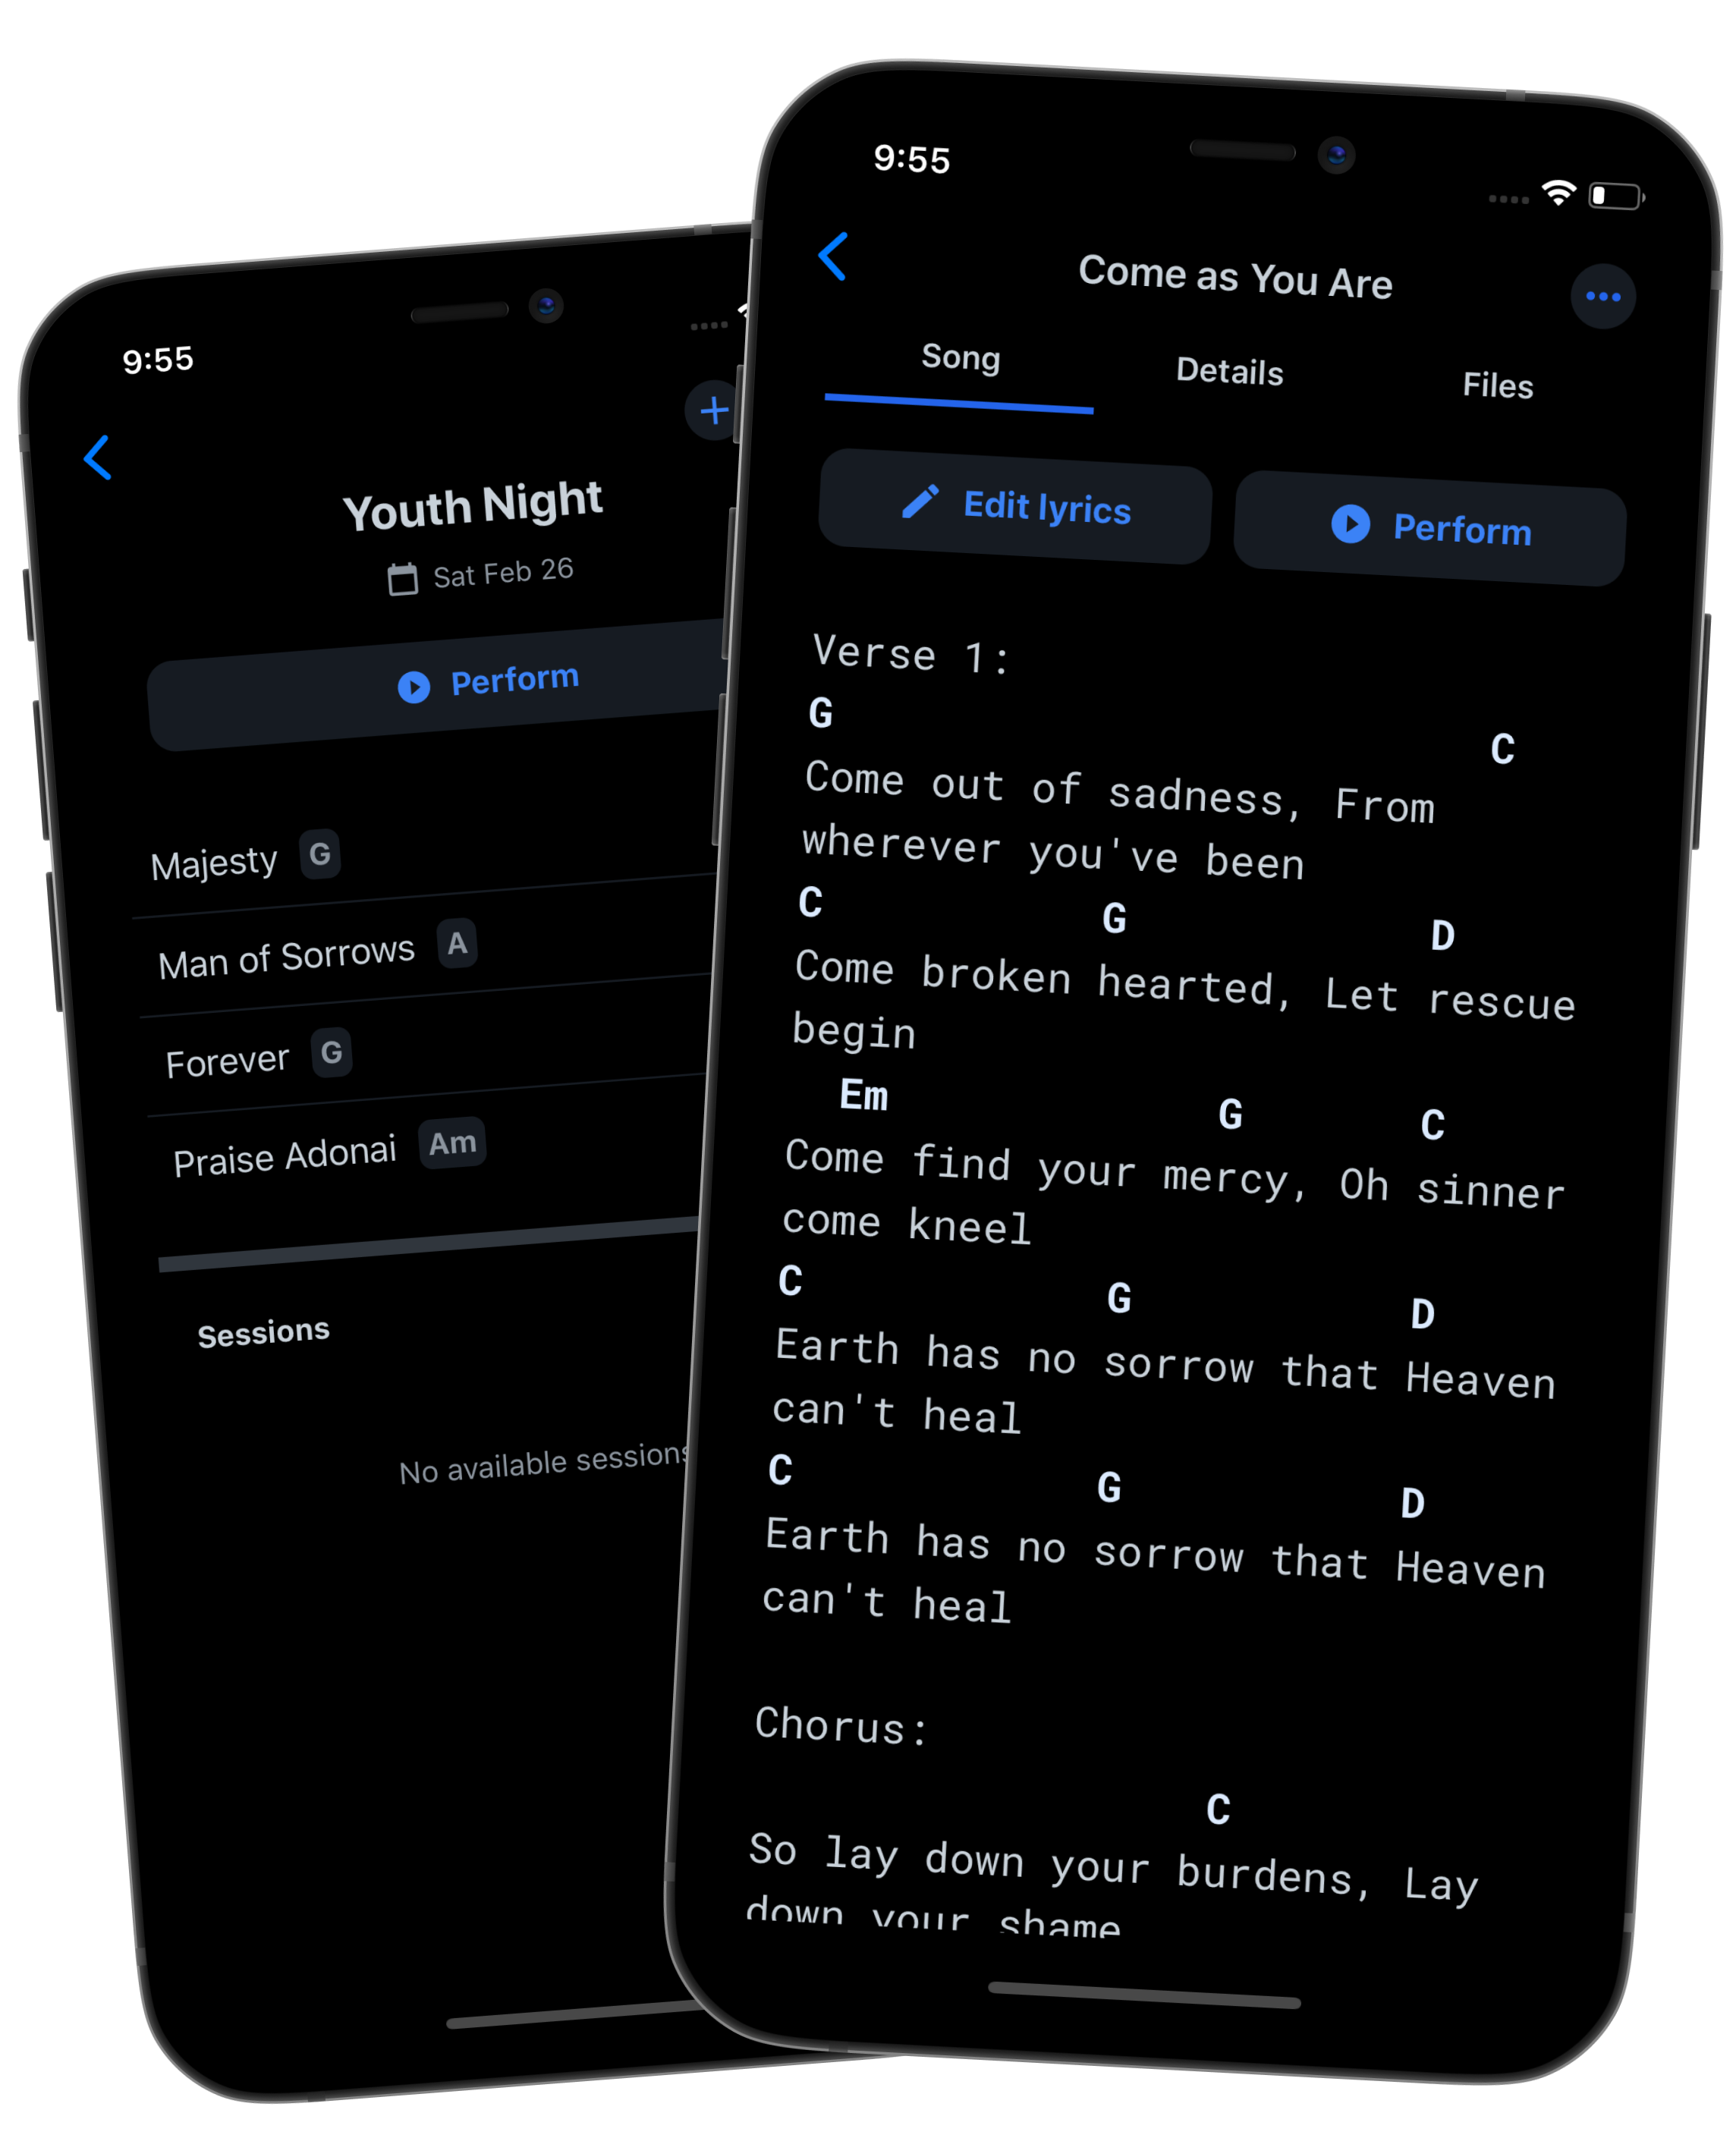 9:55
Youth Night
Sat Feb 26
Perform
Majesty G
Man of Sorrows A
Forever G
Praise Adonai Am
Sessions
No available sessions
9:55
Come as You Are
Song Details Files
Edit lyrics Perform
Verse 1:
G C
Come out of sadness, From
wherever you've been
C G D
Come broken hearted, Let rescue
begin
Em G C
Come find your mercy, Oh sinner
come kneel
C G D
Earth has no sorrow that Heaven
can't heal
C G D
Earth has no sorrow that Heaven
can't heal
Chorus:
C
So lay down your burdens, Lay
down your shame